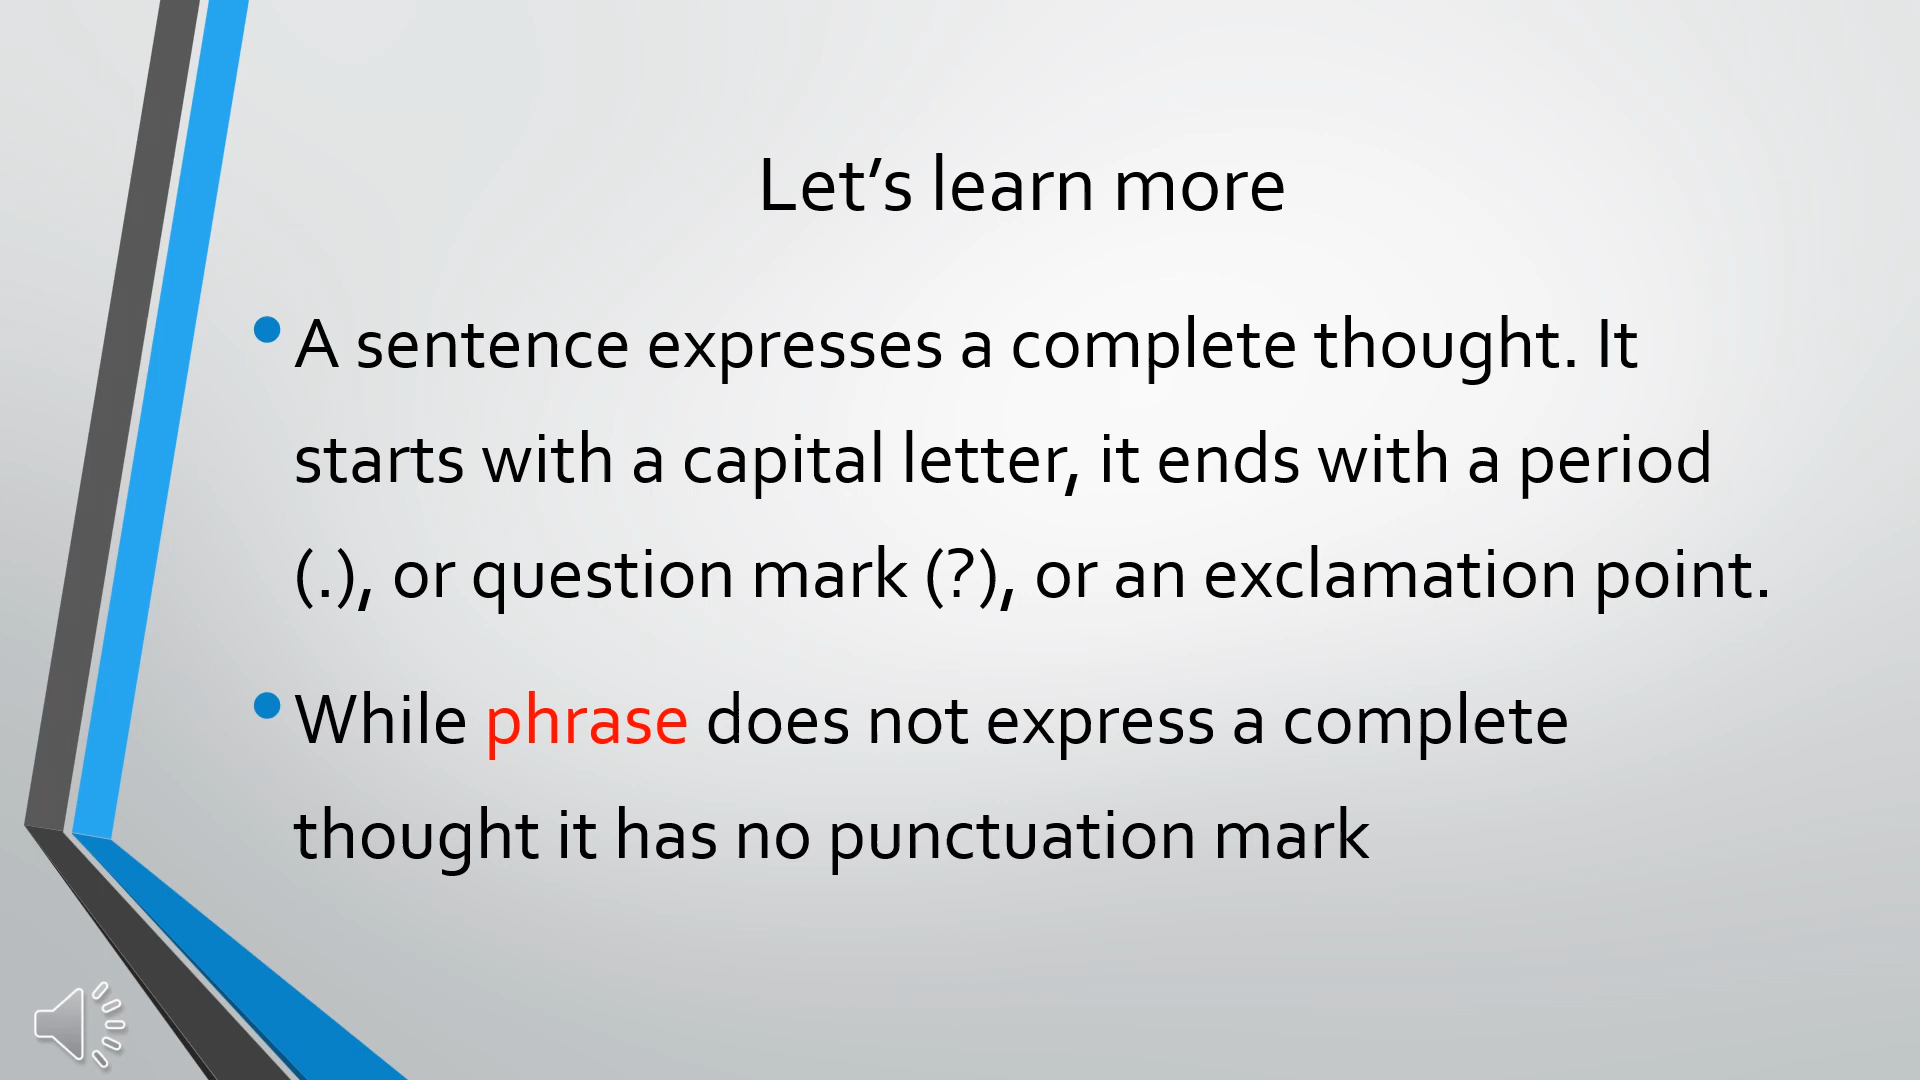 Let’s learn more
• A sentence expresses a complete thought. It
starts with a capital letter, it ends with a period
(.), or question mark (?), or an exclamation point.
• While phrase does not express a complete
thought it has no punctuation mark